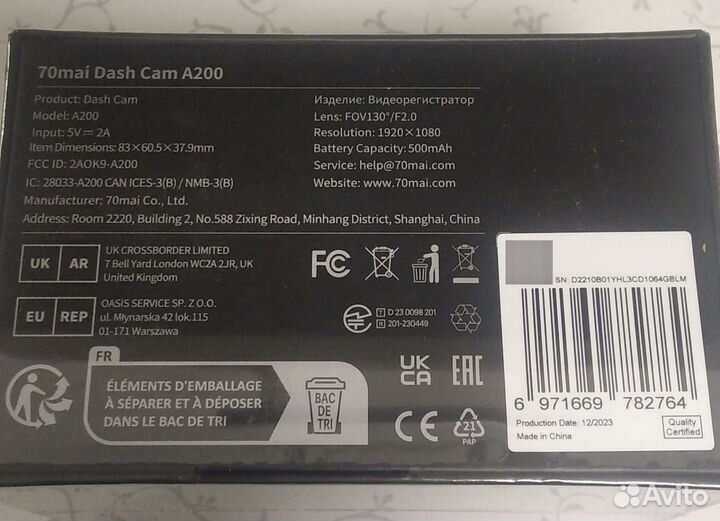 70mai Dash Cam A200
Product: Dash Cam
Model: A200
Input: 5V⎓2A
Item Dimensions: 83×60.5×37.9mm
FCC ID: 2AOK9-A200
IC: 28033-A200 CAN ICES-3(B) / NMB-3(B)
Manufacturer: 70mai Co., Ltd.
Address: Room 2220, Building 2, No.588 Zixing Road, Minhang District, Shanghai, China
Изделие: Видеорегистратор
Lens: FOV130°/F2.0
Resolution: 1920×1080
Battery Capacity: 500mAh
Service: help@70mai.com
Website: www.70mai.com
UK AR
UK CROSSBORDER LIMITED
7 Bell Yard London WC2A 2JR, UK
United Kingdom
EU REP
OASIS SERVICE SP. Z O.O.
ul. Młynarska 42 lok.115
01-171 Warszawa
FC
T D 23 0098 201
R 201-230449
FR
ÉLÉMENTS D'EMBALLAGE
À SÉPARER ET À DÉPOSER
DANS LE BAC DE TRI
BAC
DE
TRI
UK
CA
EAC
CE
21
PAP
SN: D2210B01YHL3CD1064GBLM
6 971669 782764
Production Date: 12/2023
Made in China
Quality
Certified
Avito